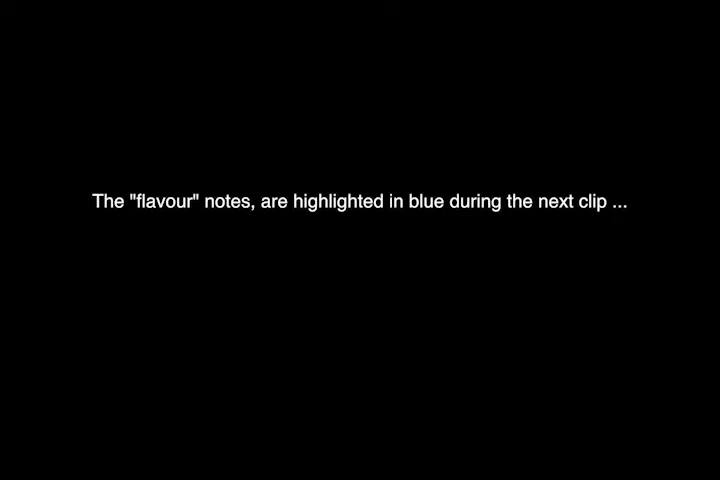 The "flavour" notes, are highlighted in blue during the next clip ...